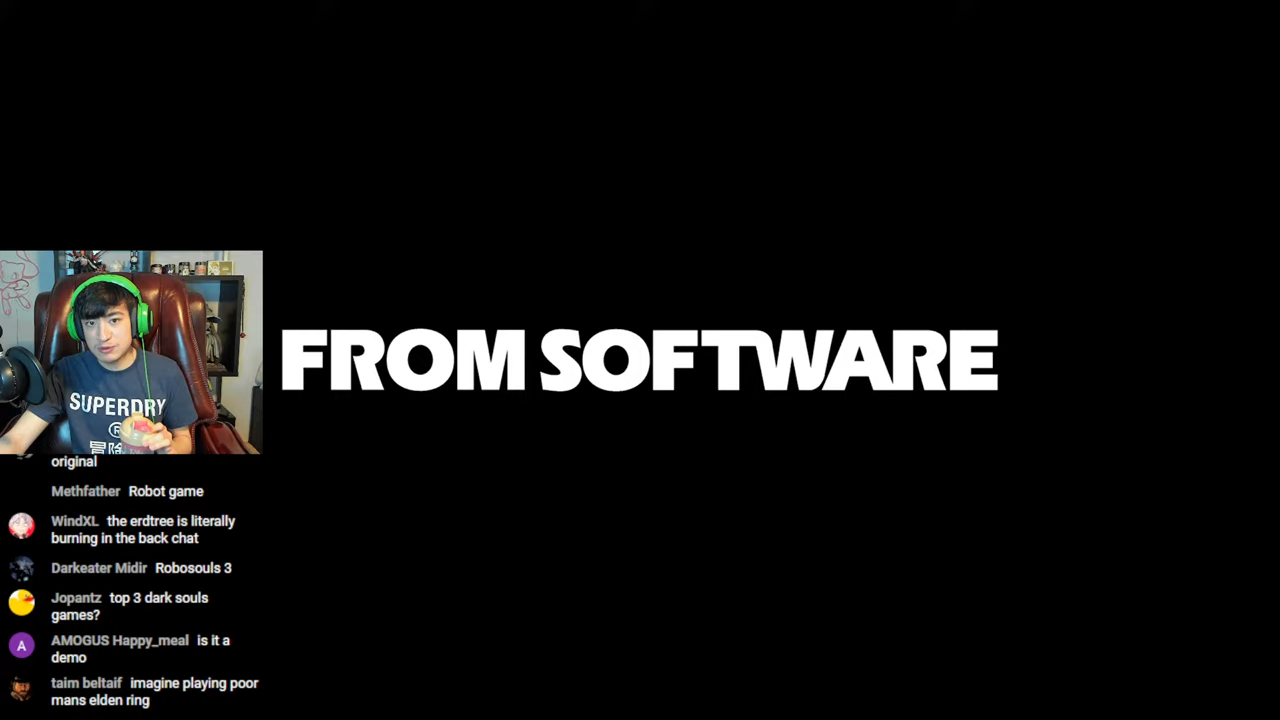 FROM SOFTWARE
SUPERDRY
冒険
original
Methfather Robot game
WindXL the erdtree is literally
burning in the back chat
Darkeater Midir Robosouls 3
Jopantz top 3 dark souls
games?
A AMOGUS Happy_meal is it a
demo
taim beltaif imagine playing poor
mans elden ring